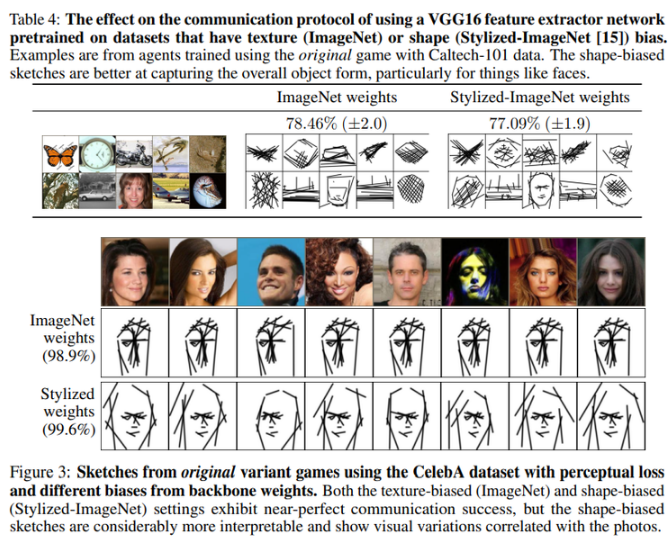 Table 4: The effect on the communication protocol of using a VGG16 feature extractor network
pretrained on datasets that have texture (ImageNet) or shape (Stylized-ImageNet [15]) bias.
Examples are from agents trained using the original game with Caltech-101 data. The shape-biased
sketches are better at capturing the overall object form, particularly for things like faces.
ImageNet weights Stylized-ImageNet weights
78.46% (±2.0) 77.09% (±1.9)
ImageNet
weights
(98.9%)
Stylized
weights
(99.6%)
Figure 3: Sketches from original variant games using the CelebA dataset with perceptual loss
and different biases from backbone weights. Both the texture-biased (ImageNet) and shape-biased
(Stylized-ImageNet) settings exhibit near-perfect communication success, but the shape-biased
sketches are considerably more interpretable and show visual variations correlated with the photos.